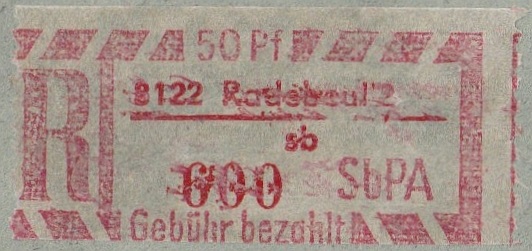 50 Pf
R
8122 Radebeul 2
sb
600 SbPA
Gebühr bezahlt